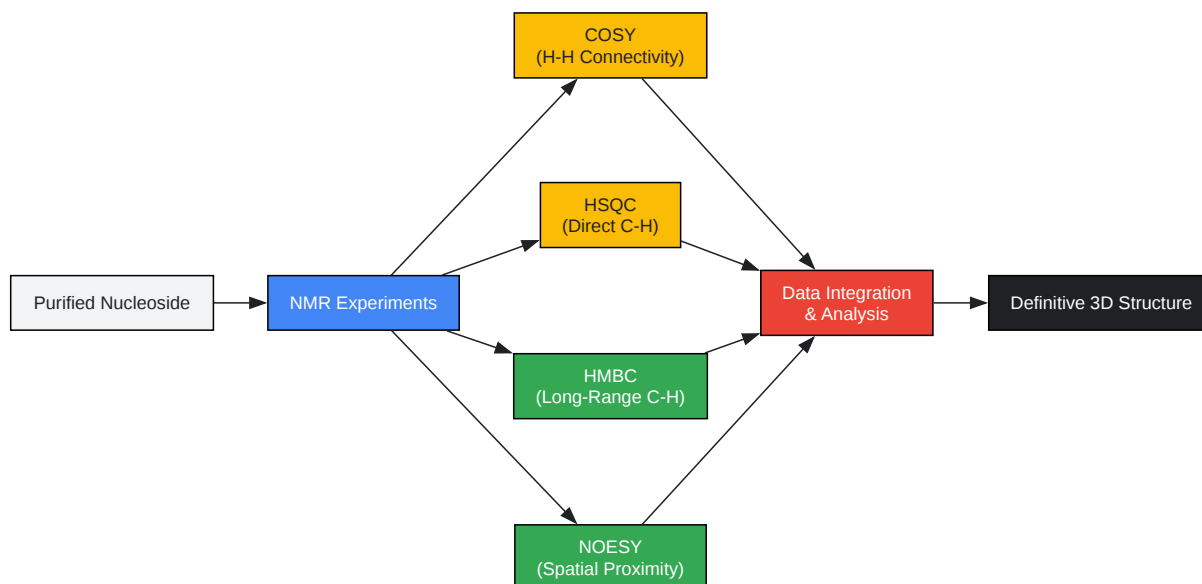 COSY
(H-H Connectivity)
HSQC
(Direct C-H)
Purified Nucleoside
NMR Experiments
Data Integration
& Analysis
Definitive 3D Structure
HMBC
(Long-Range C-H)
NOESY
(Spatial Proximity)